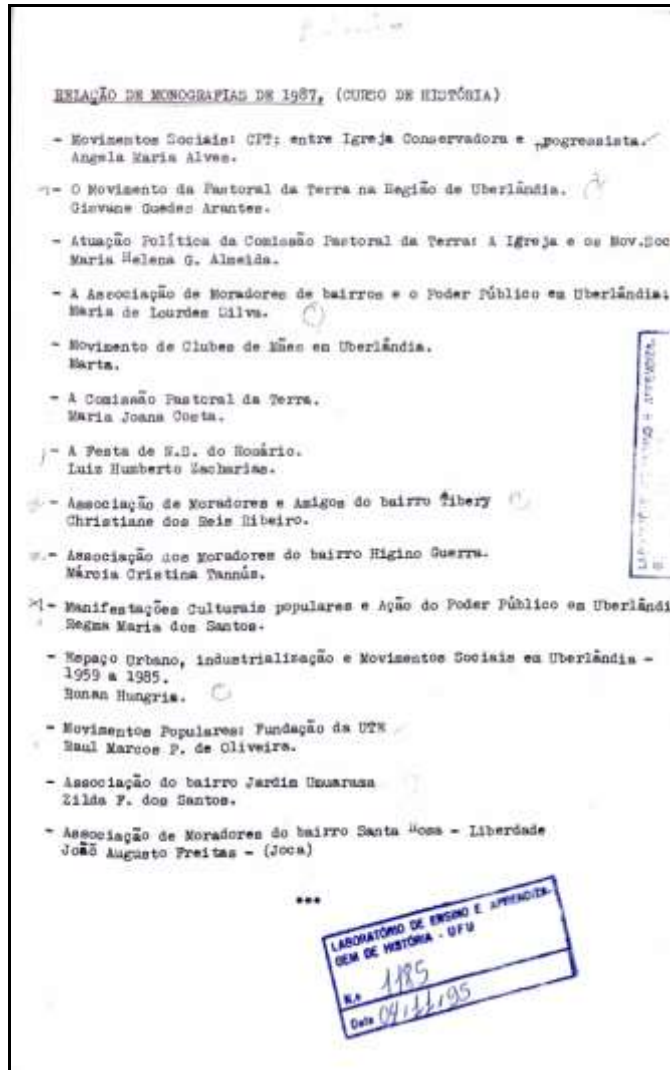 RELAÇÃO DE MONOGRAFIAS DE 1987, (CURSO DE HISTÓRIA)
- Movimentos Sociais: CPT: entre Igreja Conservadora e progressista.
Angela Maria Alves.
- O Movimento da Pastoral da Terra na Região de Uberlândia.
Giovane Guedes Arantes.
- Atuação Política da Comissão Pastoral da Terra: A Igreja e os Mov.Soc
Maria Helena G. Almeida.
- A Associação de Moradores de bairros e o Poder Público em Uberlândia:
Maria de Lourdes Silva.
- Movimento de Clubes de Mães em Uberlândia.
Marta.
- A Comissão Pastoral da Terra.
Maria Joana Costa.
- A Festa de N.S. do Rosário.
Luiz Humberto Zacharias.
- Associação de Moradores e Amigos do bairro Tibery
Christiane dos Reis Ribeiro.
- Associação dos Moradores do bairro Higino Guerra.
Márcia Cristina Tannús.
- Manifestações Culturais populares e Ação do Poder Público em Uberlândi
Regma Maria dos Santos.
- Espaço Urbano, industrialização e Movimentos Sociais em Uberlândia -
1959 a 1985.
Ronan Hungria.
- Movimentos Populares: Fundação da UTE
Raul Marcos P. de Oliveira.
- Associação do bairro Jardim Umuarama
Zilda F. dos Santos.
- Associação de Moradores do bairro Santa Rosa - Liberdade
João Augusto Freitas - (Joca)
***
LABORATÓRIO DE ENSINO E APRENDIZA-
GEM DE HISTÓRIA - UFU
N.º 1185
Data 04/11/95